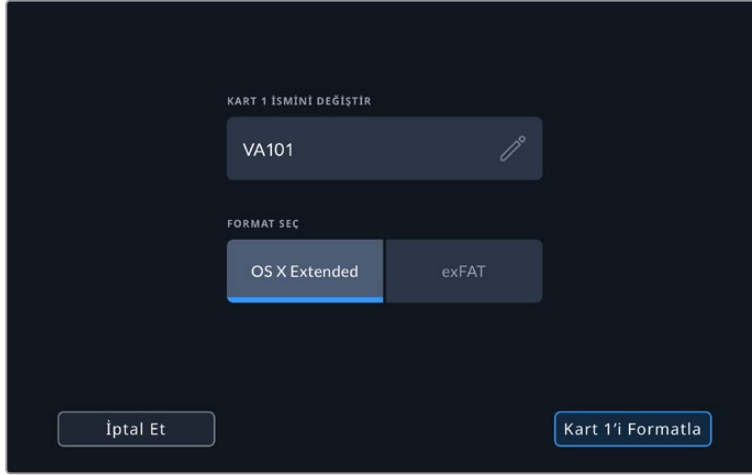 KART 1 İSMİNİ DEĞİŞTİR
VA101
FORMAT SEÇ
OS X Extended exFAT
İptal Et Kart 1'i Formatla